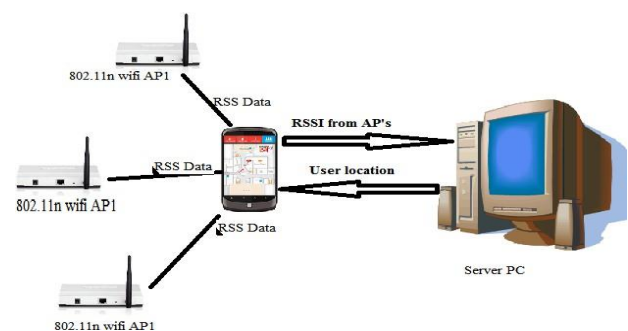 802.11n wifi AP1
RSS Data
RSSI from AP's
RSS Data
User location
802.11n wifi AP1
RSS Data
Server PC
802.11n wifi AP1